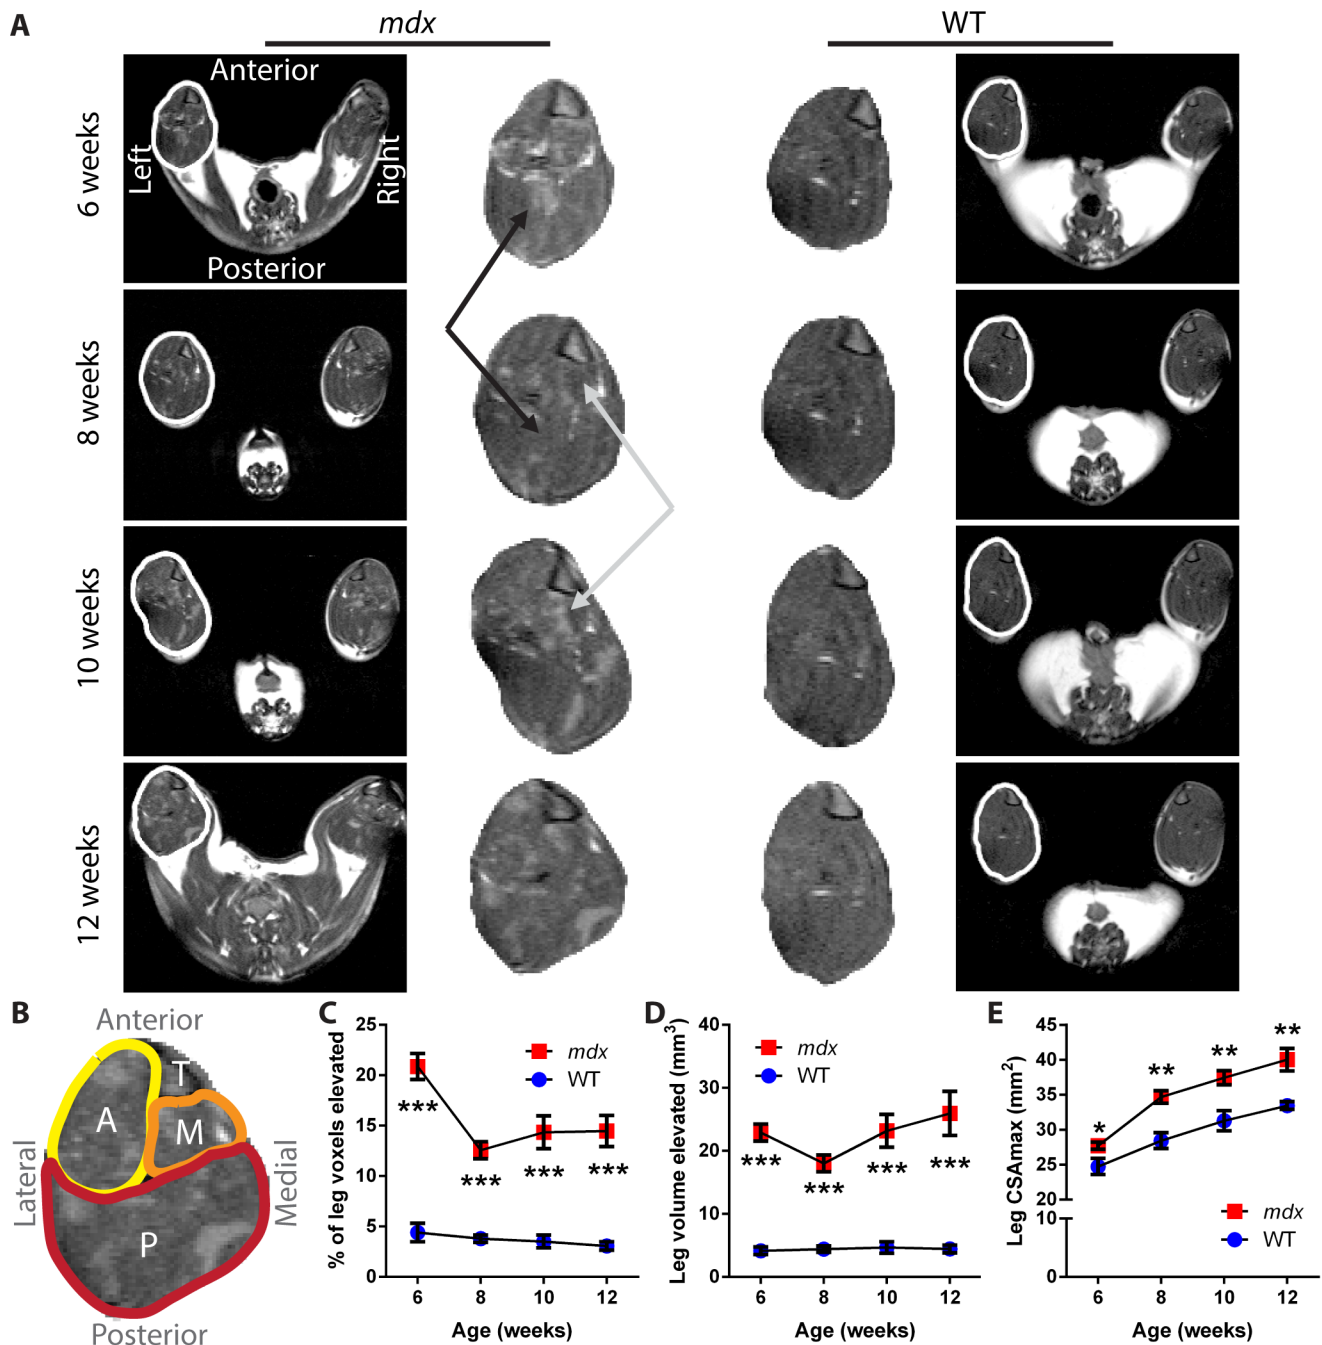 A
mdx
WT
6 weeks
Anterior
Left
Right
Posterior
8 weeks
10 weeks
12 weeks
B
Anterior
Lateral
Medial
T
A
M
P
Posterior
C
% of leg voxels elevated
25
20
15
10
5
0
mdx
WT
***
***
***
***
6 8 10 12
Age (weeks)
D
Leg volume elevated (mm³)
40
30
20
10
0
mdx
WT
***
***
***
***
6 8 10 12
Age (weeks)
E
Leg CSAmax (mm²)
45
40
35
30
25
20
10
0
*
**
**
**
mdx
WT
6 8 10 12
Age (weeks)